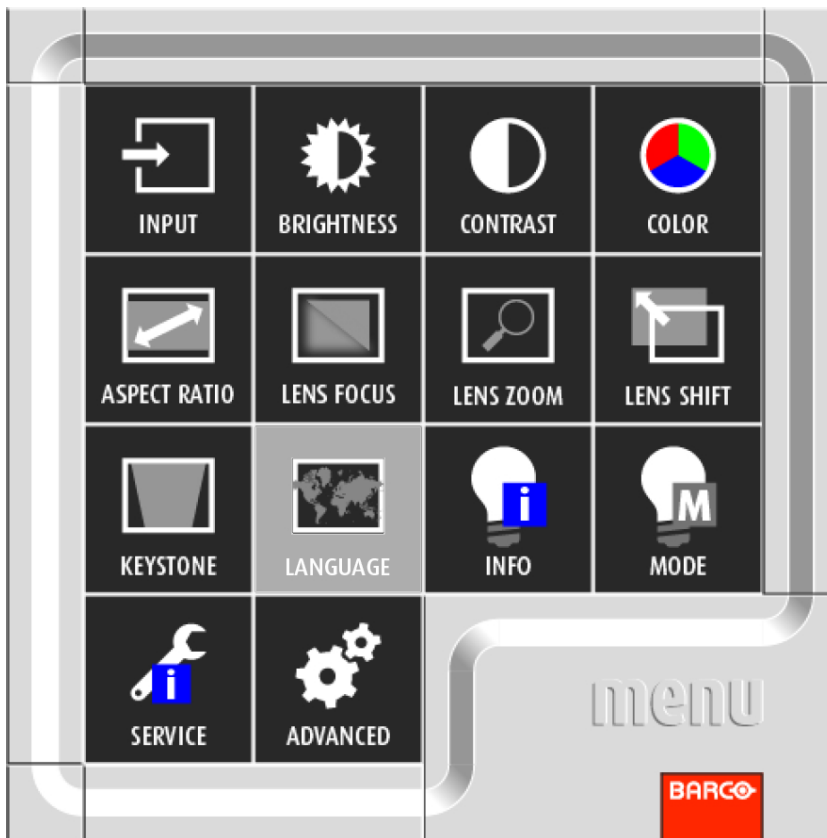 INPUT BRIGHTNESS CONTRAST COLOR
ASPECT RATIO LENS FOCUS LENS ZOOM LENS SHIFT
KEYSTONE LANGUAGE i INFO M MODE
i SERVICE ADVANCED
menu
BARCO